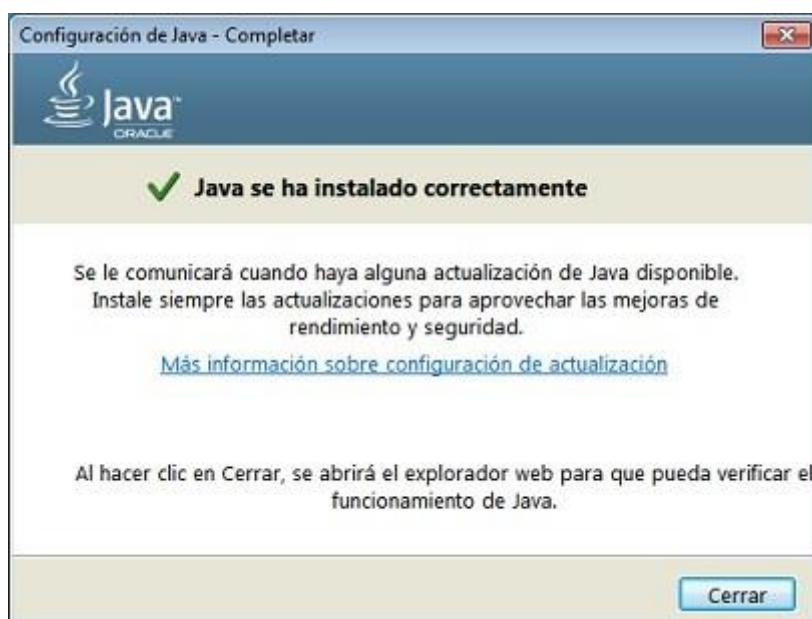 Configuración de Java - Completar
Java™
ORACLE
Java se ha instalado correctamente
Se le comunicará cuando haya alguna actualización de Java disponible.
Instale siempre las actualizaciones para aprovechar las mejoras de
rendimiento y seguridad.
Más información sobre configuración de actualización
Al hacer clic en Cerrar, se abrirá el explorador web para que pueda verificar el
funcionamiento de Java.
Cerrar